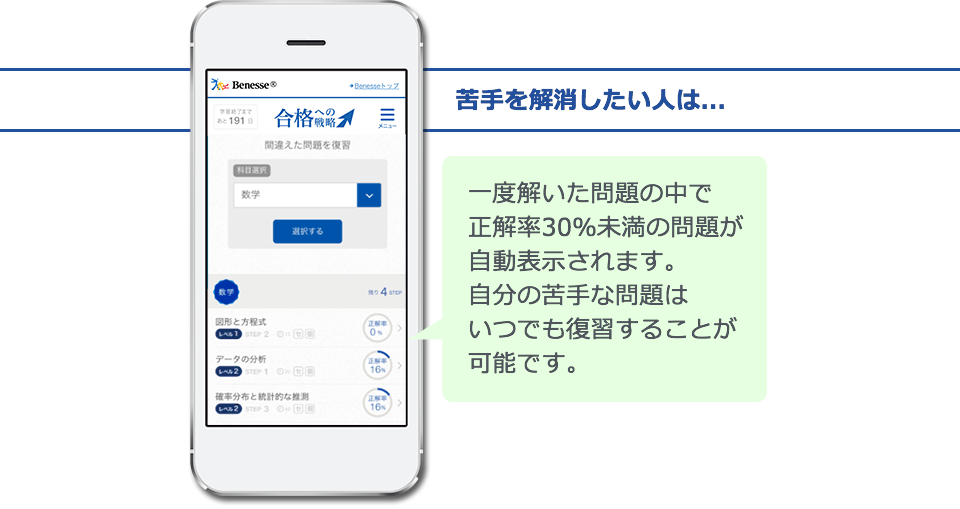 Benesse®
Benesseトップ
学習終了まで
あと191日
合格への戦略
メニュー
間違えた問題を復習
科目選択
数学
選択する
数学
残り4STEP
図形と方程式
レベル1 STEP 2
正解率
0%
データの分析
レベル2 STEP 1
正解率
16%
確率分布と統計的な推測
レベル2 STEP 3
正解率
16%
苦手を解消したい人は...
一度解いた問題の中で
正解率30%未満の問題が
自動表示されます。
自分の苦手な問題は
いつでも復習することが
可能です。